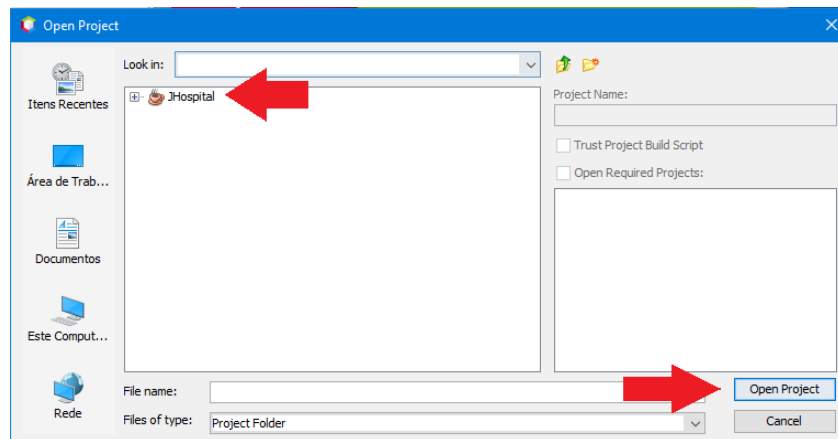 Open Project
Look in:
Itens Recentes
JHospital
Project Name:
Trust Project Build Script
Área de Trab...
Open Required Projects:
Documentos
Este Comput...
Rede
File name:
Open Project
Files of type:
Project Folder
Cancel